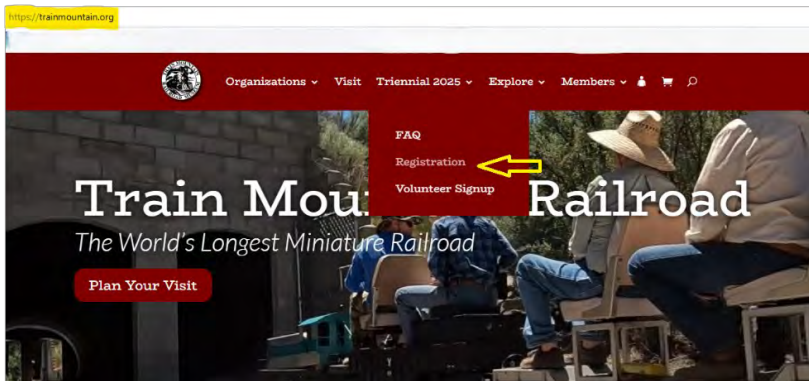 https://trainmountain.org
Organizations Visit Triennial 2025 Explore Members
FAQ
Registration
Volunteer Signup
Train Mou Railroad
The World's Longest Miniature Railroad
Plan Your Visit